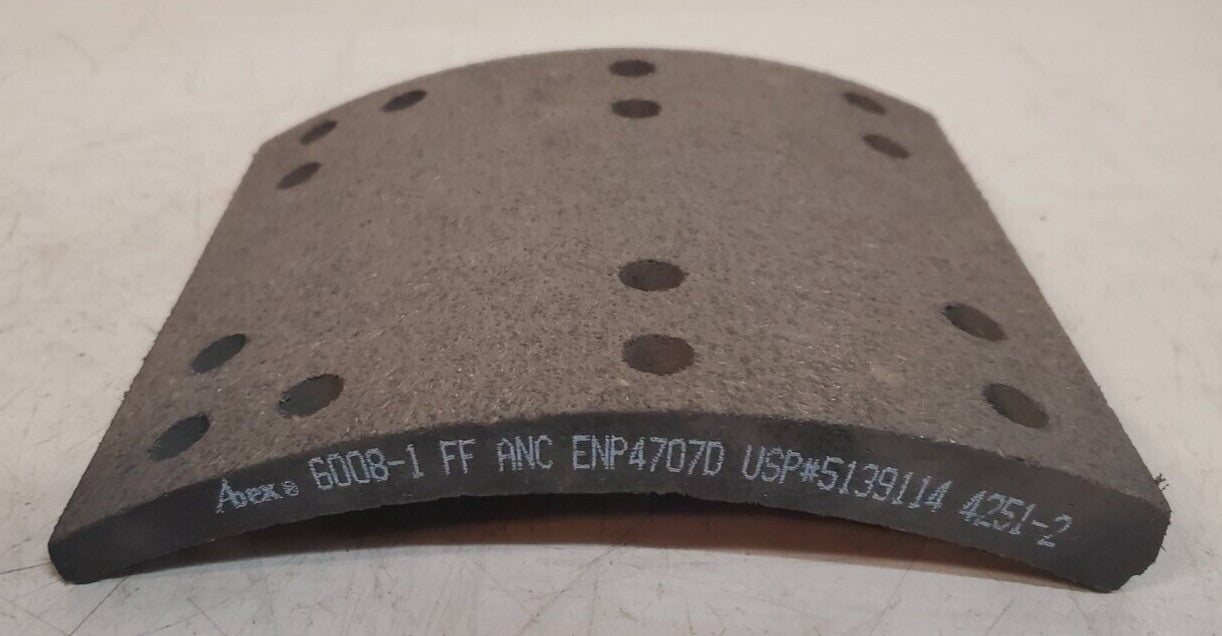 Abex® 6008-1 FF ANC ENP4707D USP#5139114 4251-2